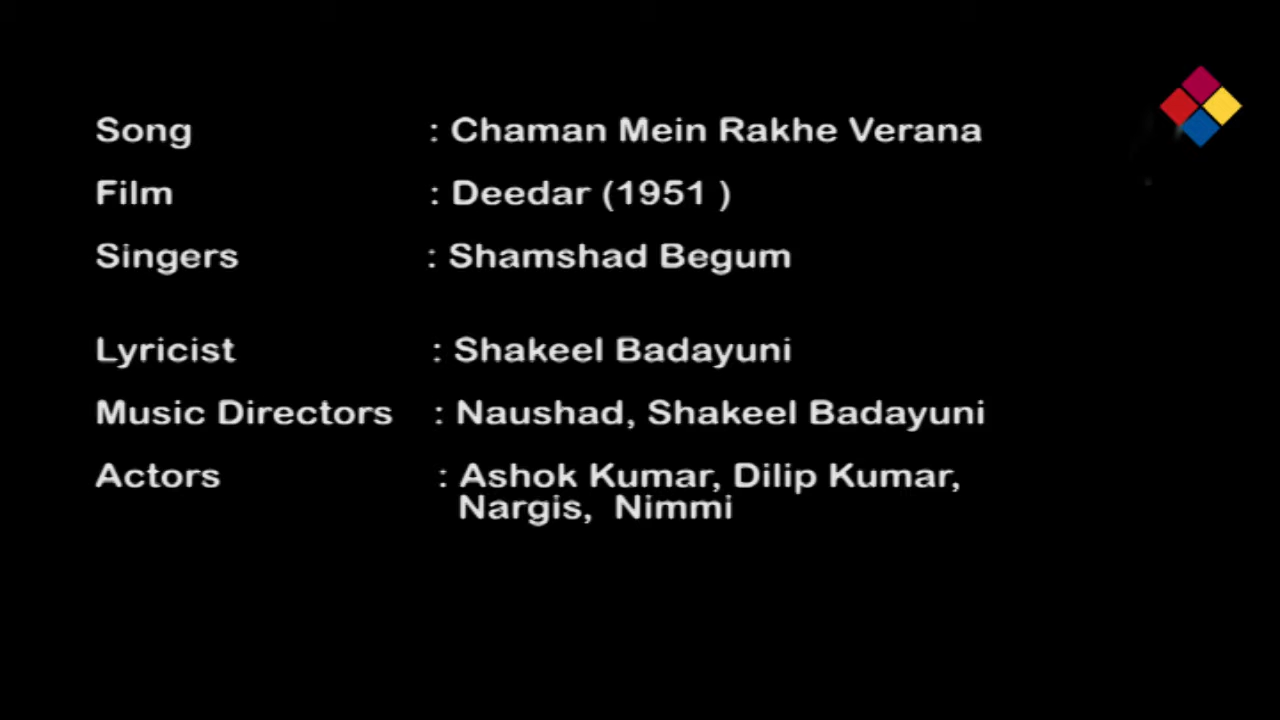 Song : Chaman Mein Rakhe Verana
Film : Deedar (1951 )
Singers : Shamshad Begum
Lyricist : Shakeel Badayuni
Music Directors : Naushad, Shakeel Badayuni
Actors : Ashok Kumar, Dilip Kumar,
Nargis, Nimmi